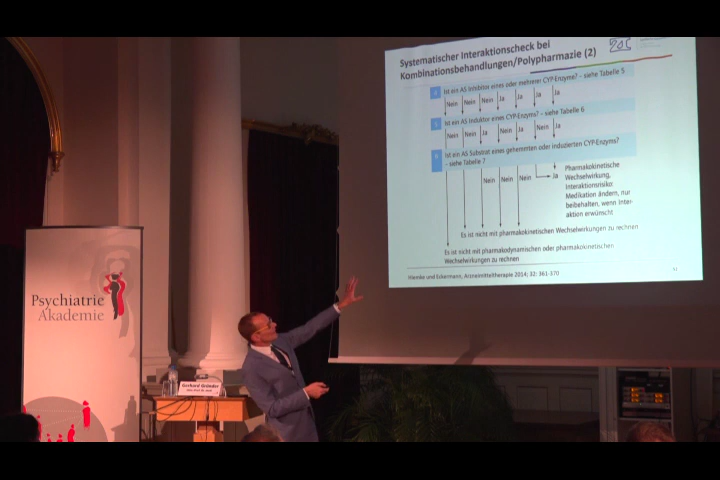 Systematischer Interaktionscheck bei
Kombinationsbehandlungen/Polypharmazie (2)
Ist ein AS Inhibitor eines oder mehrerer CYP-Enzyme? – siehe Tabelle 5
Nein Nein Nein Ja Ja Ja Ja
Ist ein AS Induktor eines CYP-Enzyms? – siehe Tabelle 6
Nein Nein Ja Nein Ja Nein Ja
Ist ein AS Substrat eines gehemmten oder induzierten CYP-Enzyms?
– siehe Tabelle 7
Nein Nein Nein Ja
Pharmakokinetische
Wechselwirkung,
Interaktionsrisiko:
Medikation ändern, nur
beibehalten, wenn Inter-
aktion erwünscht
Es ist nicht mit pharmakokinetischen Wechselwirkungen zu rechnen
Es ist nicht mit pharmakodynamischen oder pharmakokinetischen
Wechselwirkungen zu rechnen
Hiemke und Eckermann, Arzneimitteltherapie 2014; 32: 361-370
Psychiatrie
Akademie
Gerhard Gründer